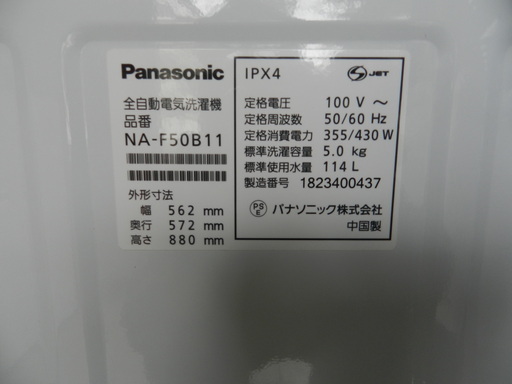 Panasonic
全自動電気洗濯機
品番
NA-F50B11
外形寸法
幅 562 mm
奥行 572 mm
高さ 880 mm
IPX4
S JET
定格電圧 100 V ～
定格周波数 50/60 Hz
定格消費電力 355/430 W
標準洗濯容量 5.0 kg
標準使用水量 114 L
製造番号 1823400437
PS E パナソニック株式会社
中国製